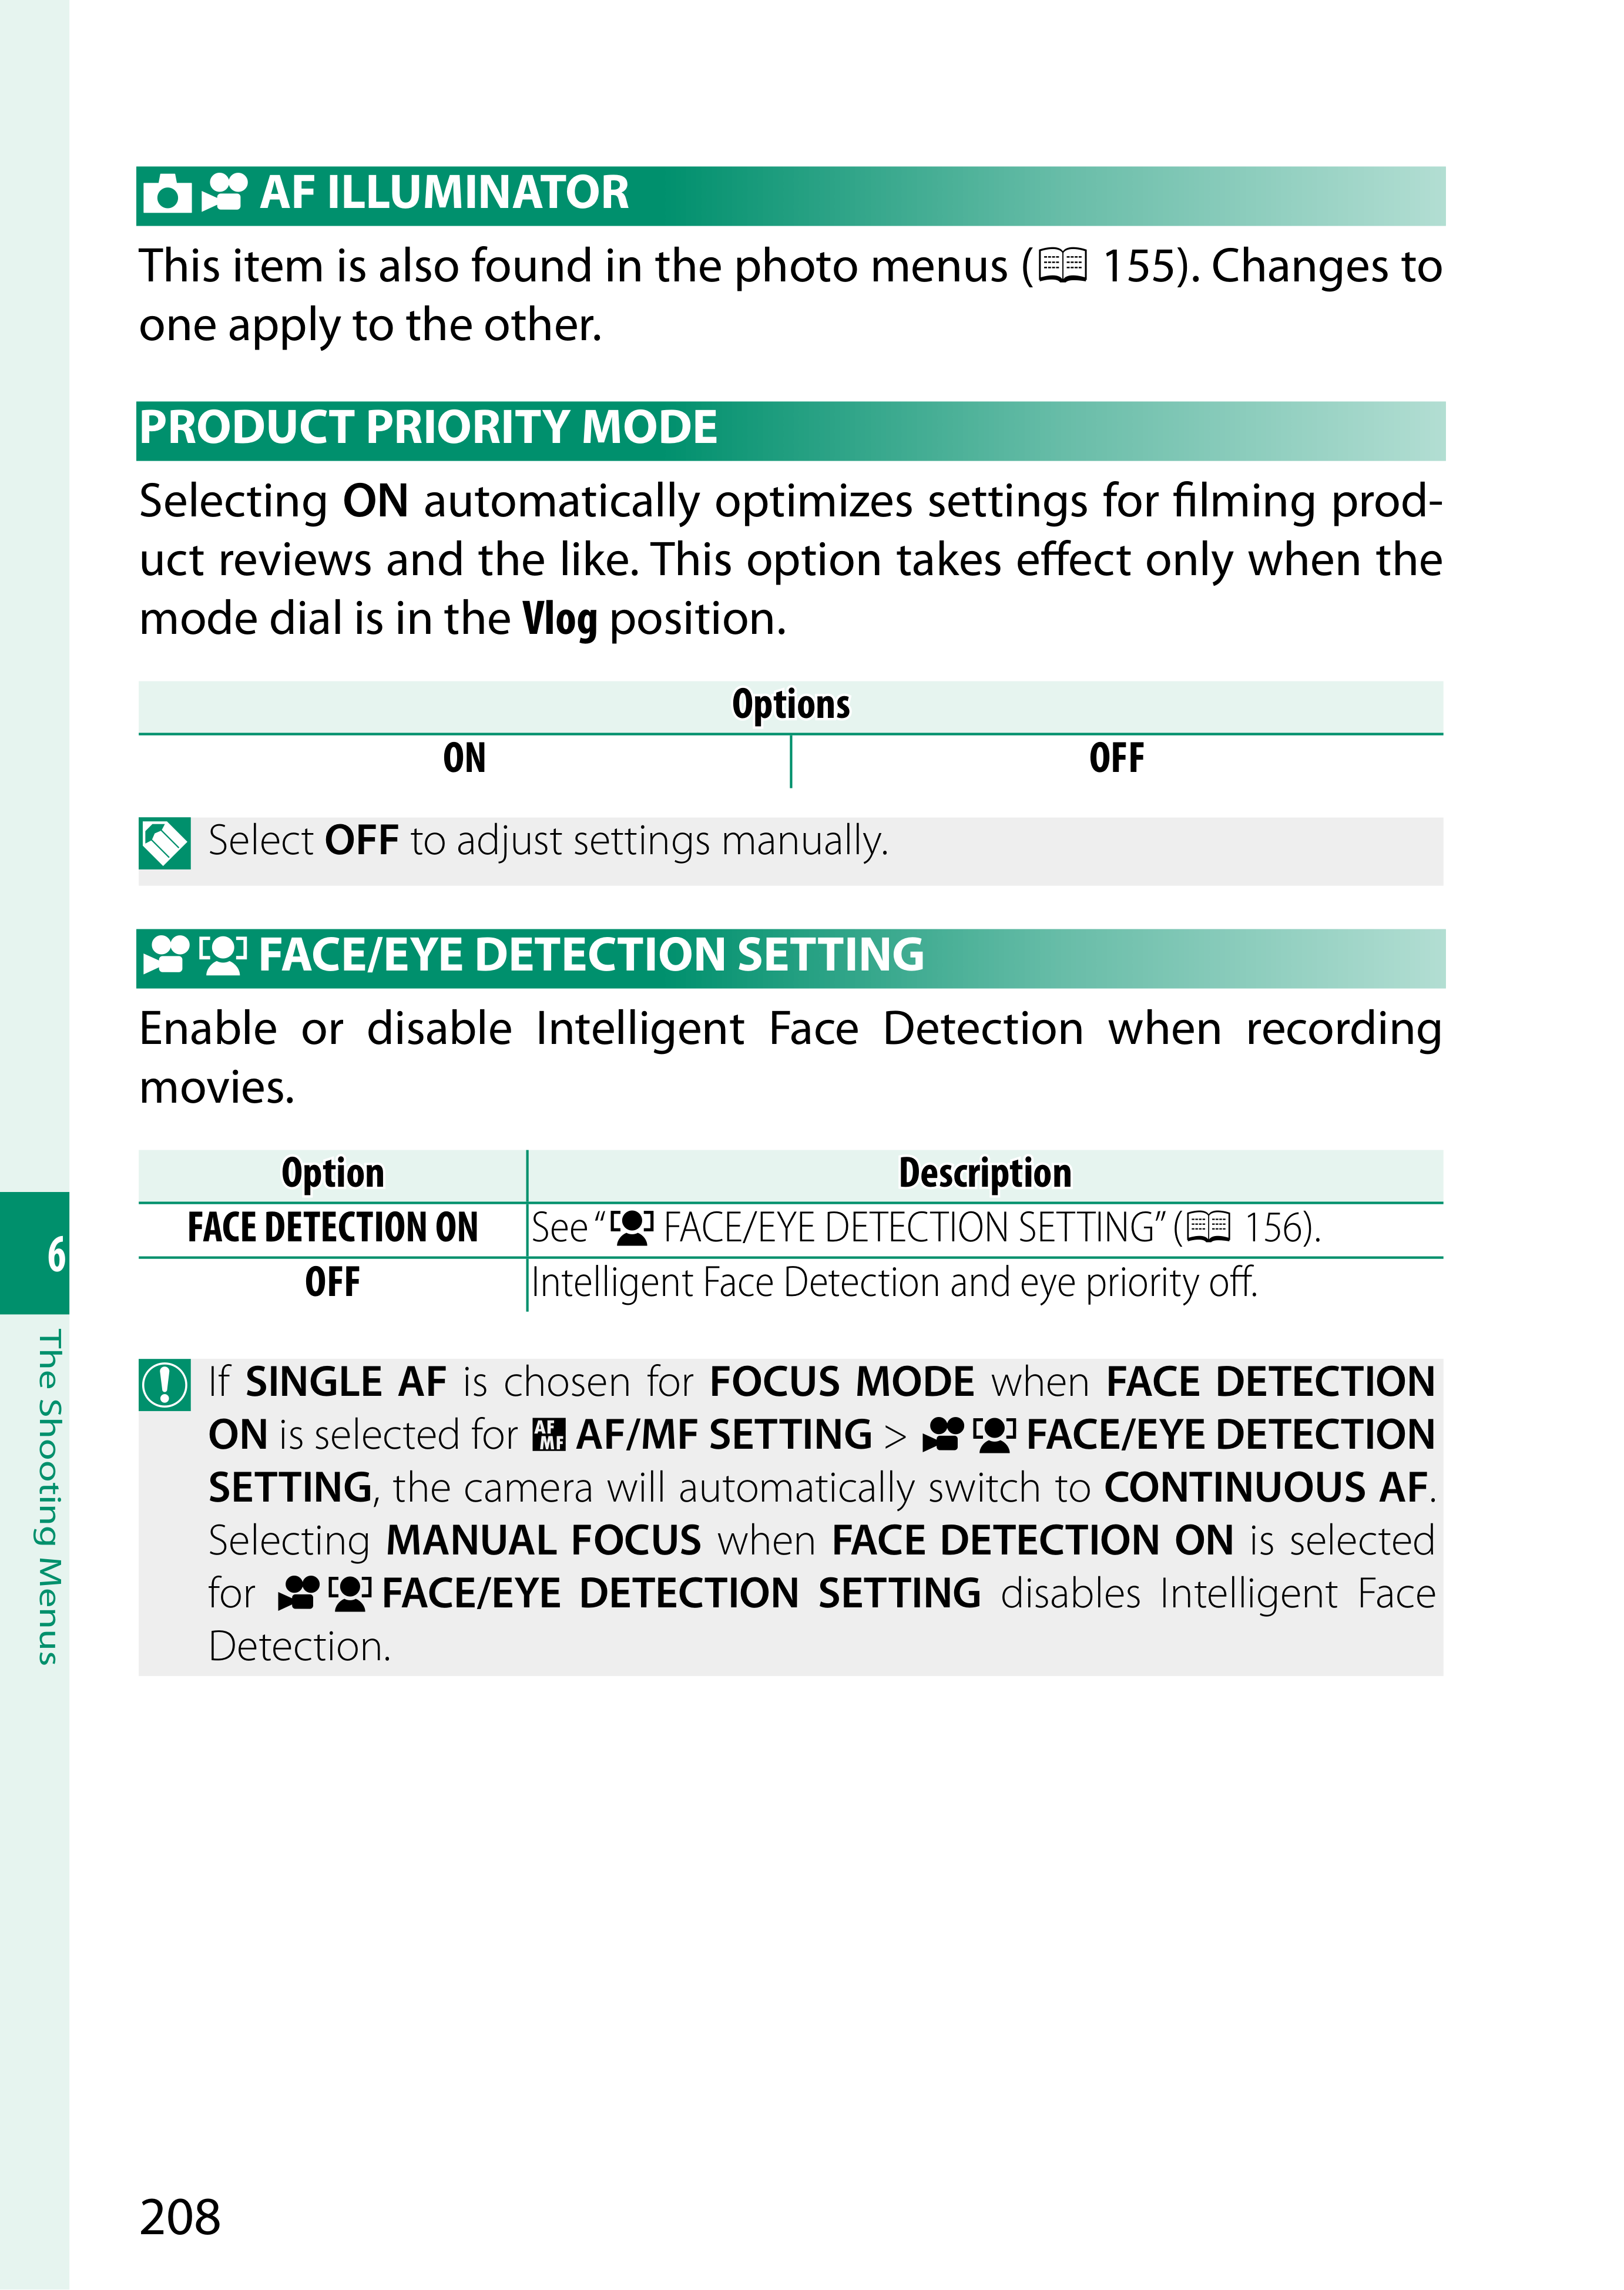 AF ILLUMINATOR
This item is also found in the photo menus ( 155). Changes to
one apply to the other.
PRODUCT PRIORITY MODE
Selecting ON automatically optimizes settings for filming prod-
uct reviews and the like. This option takes effect only when the
mode dial is in the Vlog position.
Options
ON OFF
Select OFF to adjust settings manually.
FACE/EYE DETECTION SETTING
Enable or disable Intelligent Face Detection when recording
movies.
Option Description
FACE DETECTION ON See “ FACE/EYE DETECTION SETTING” ( 156).
OFF Intelligent Face Detection and eye priority off.
If SINGLE AF is chosen for FOCUS MODE when FACE DETECTION
ON is selected for AF MF AF/MF SETTING > FACE/EYE DETECTION
SETTING, the camera will automatically switch to CONTINUOUS AF.
Selecting MANUAL FOCUS when FACE DETECTION ON is selected
for FACE/EYE DETECTION SETTING disables Intelligent Face
Detection.
6
The Shooting Menus
208